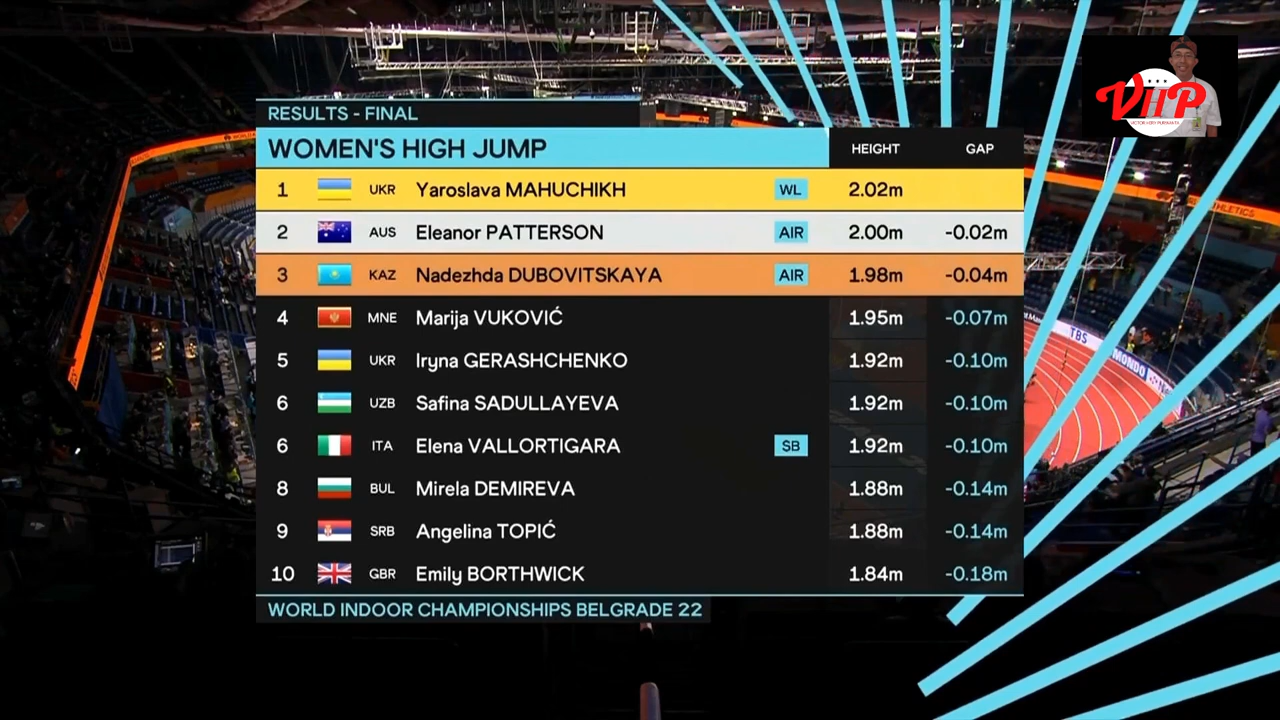 RESULTS - FINAL
WOMEN'S HIGH JUMP HEIGHT GAP
1 UKR Yaroslava MAHUCHIKH WL 2.02m
2 AUS Eleanor PATTERSON AIR 2.00m -0.02m
3 KAZ Nadezhda DUBOVITSKAYA AIR 1.98m -0.04m
4 MNE Marija VUKOVIĆ 1.95m -0.07m
5 UKR Iryna GERASHCHENKO 1.92m -0.10m
6 UZB Safina SADULLAYEVA 1.92m -0.10m
6 ITA Elena VALLORTIGARA SB 1.92m -0.10m
8 BUL Mirela DEMIREVA 1.88m -0.14m
9 SRB Angelina TOPIĆ 1.88m -0.14m
10 GBR Emily BORTHWICK 1.84m -0.18m
WORLD INDOOR CHAMPIONSHIPS BELGRADE 22
VHP
TBS
MONDO
ATHLETICS